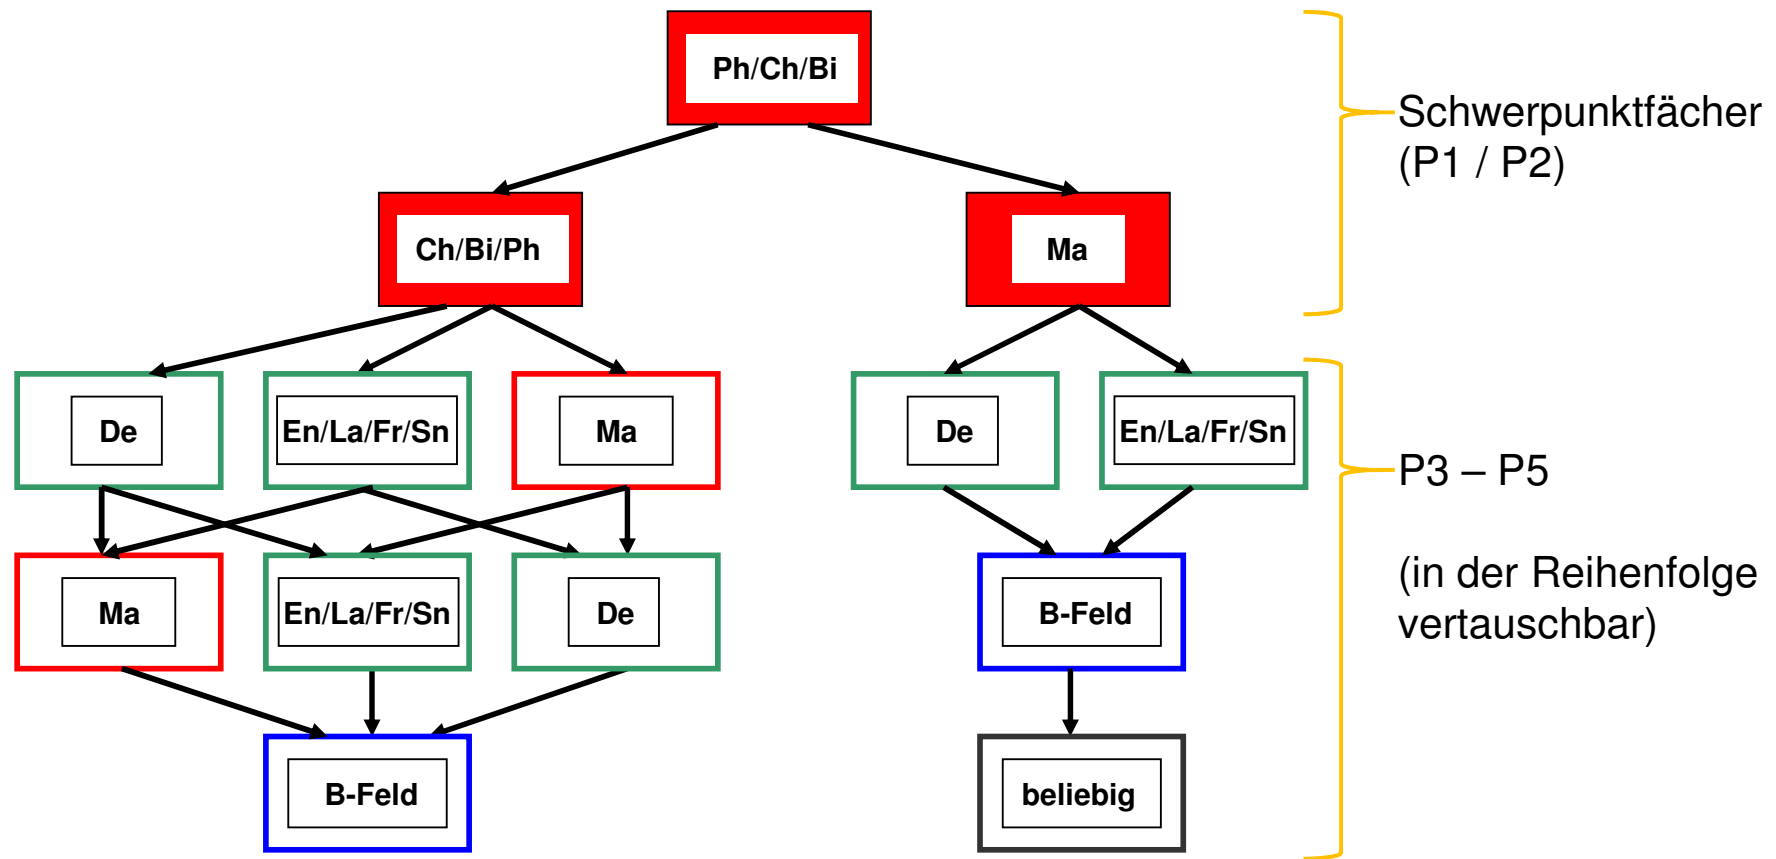 Ph/Ch/Bi
Schwerpunktfächer
(P1 / P2)
Ch/Bi/Ph
Ma
De
En/La/Fr/Sn
Ma
De
En/La/Fr/Sn
P3 – P5
(in der Reihenfolge
vertauschbar)
Ma
En/La/Fr/Sn
De
B-Feld
B-Feld
beliebig